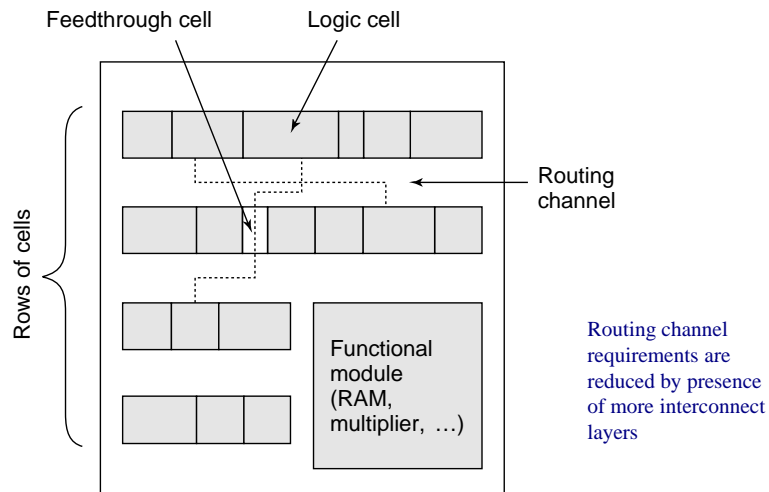 Feedthrough cell
Logic cell
Rows of cells
Routing
channel
Functional
module
(RAM,
multiplier, …)
Routing channel
requirements are
reduced by presence
of more interconnect
layers